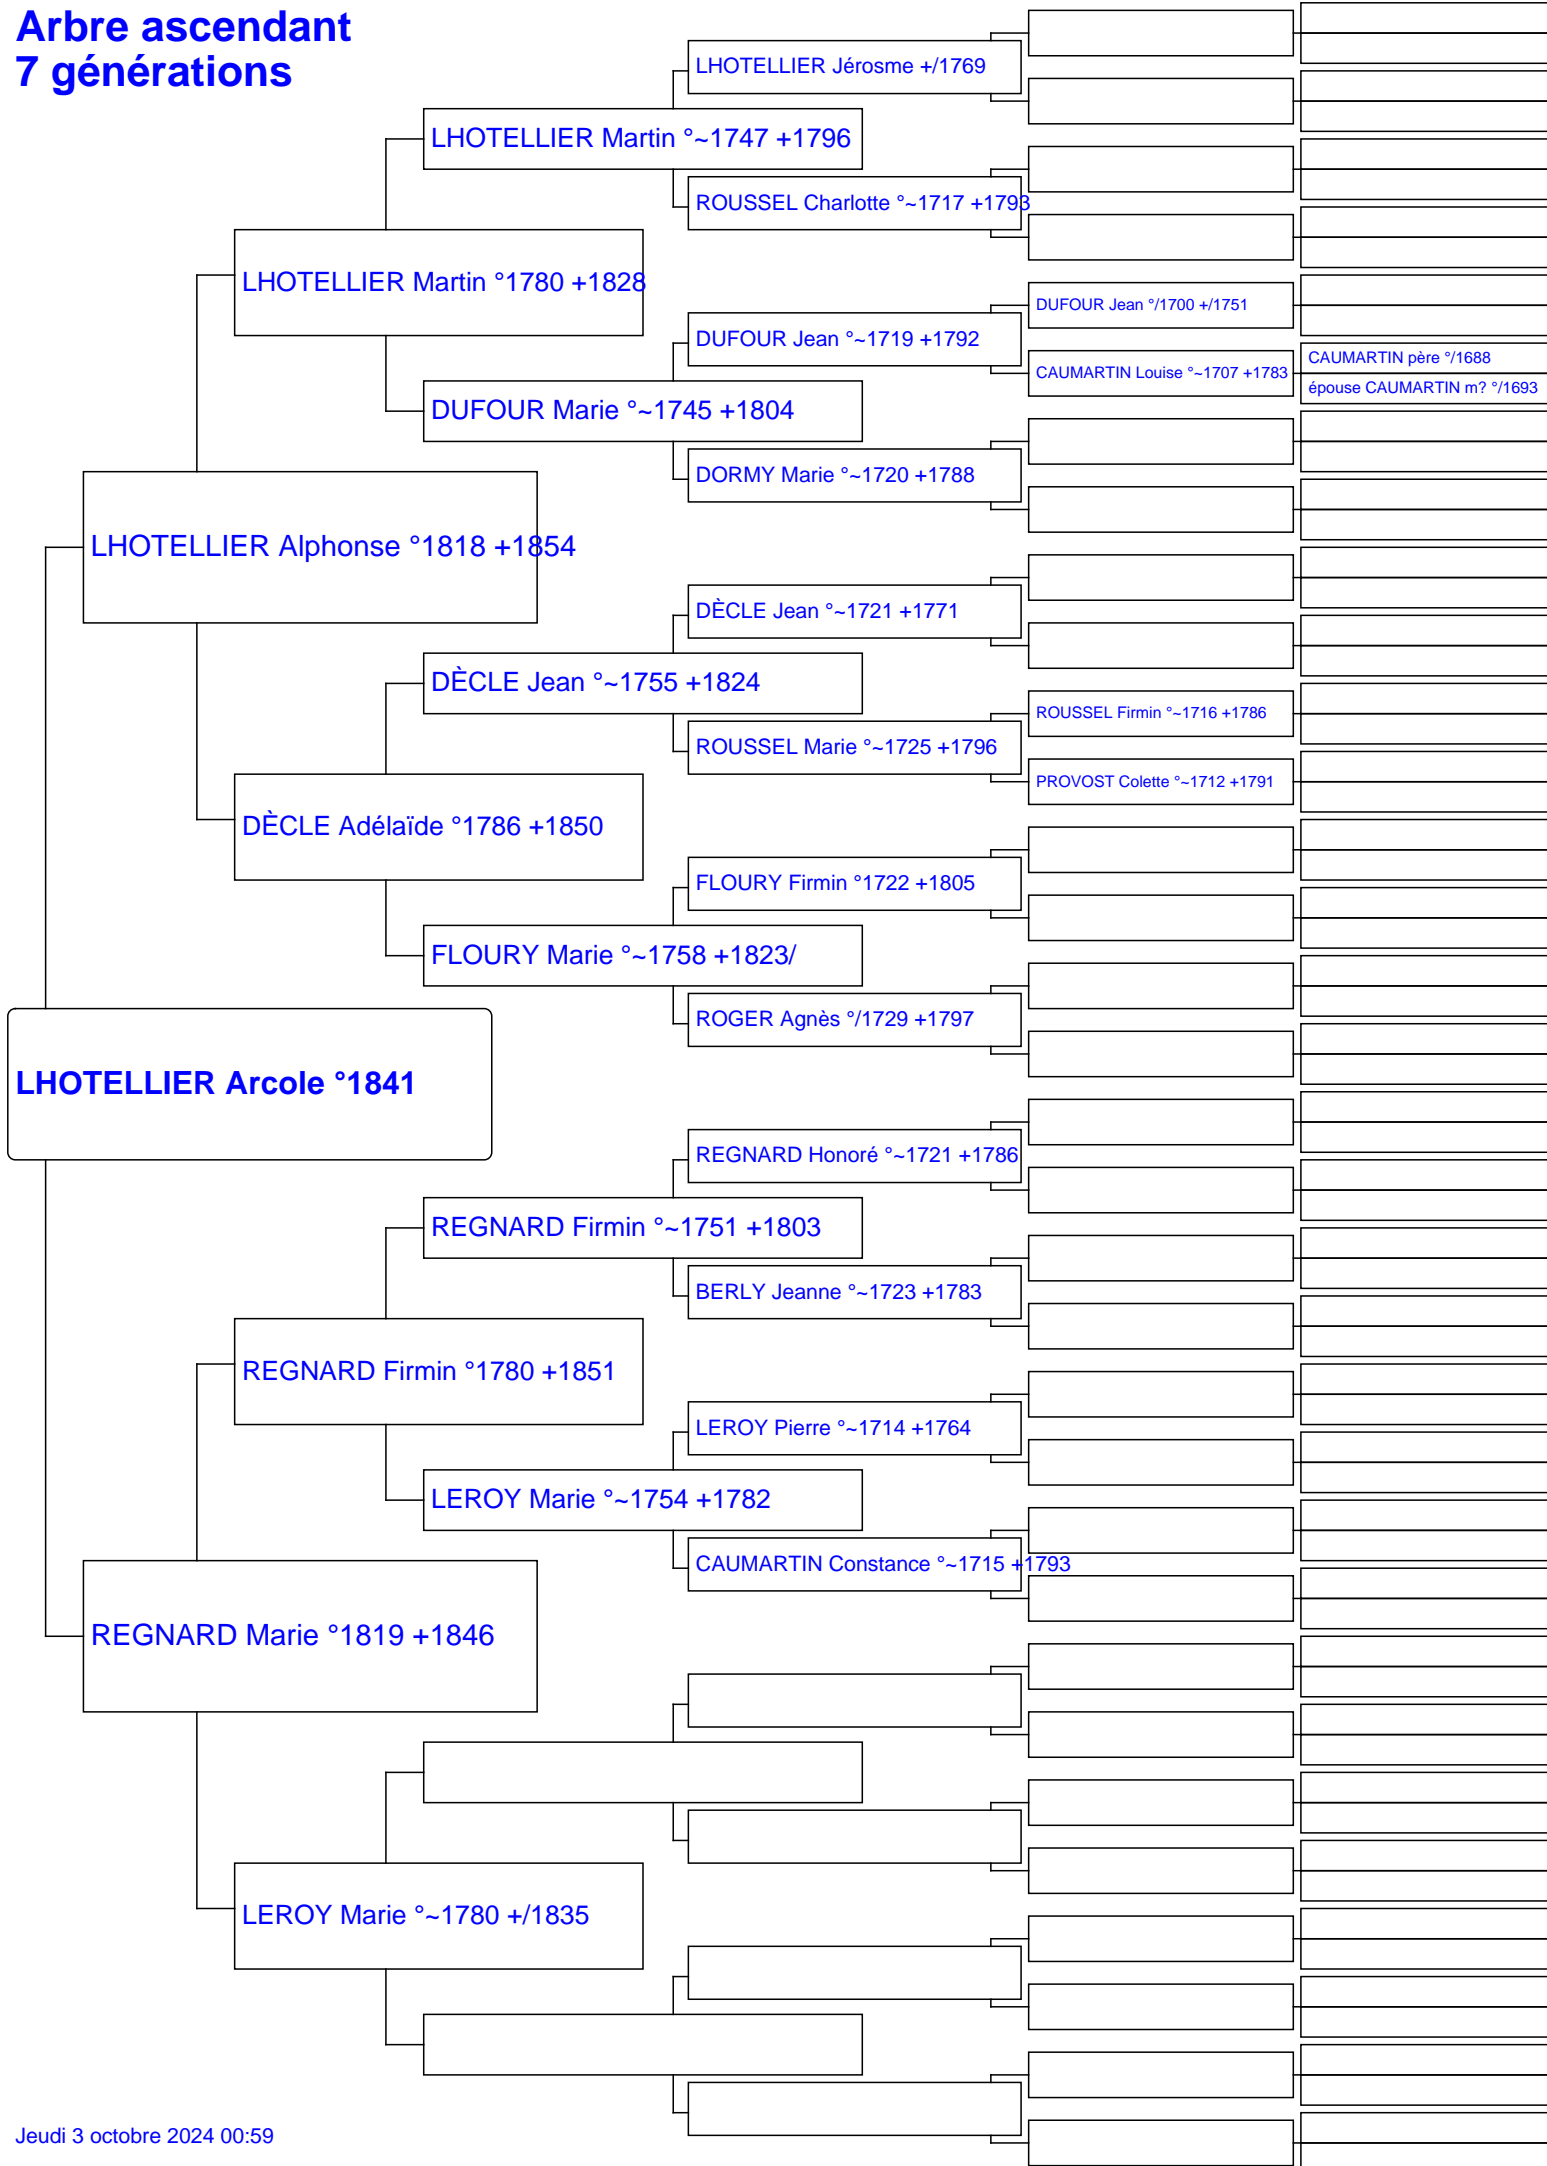 Arbre ascendant
7 générations
LHOTELLIER Jérosme +/1769
LHOTELLIER Martin °~1747 +1796
ROUSSEL Charlotte °~1717 +1793
LHOTELLIER Martin °1780 +1828
DUFOUR Jean °/1700 +/1751
DUFOUR Jean °~1719 +1792
CAUMARTIN père °/1688
CAUMARTIN Louise °~1707 +1783
épouse CAUMARTIN m? °/1693
DUFOUR Marie °~1745 +1804
DORMY Marie °~1720 +1788
LHOTELLIER Alphonse °1818 +1854
DÈCLE Jean °~1721 +1771
DÈCLE Jean °~1755 +1824
ROUSSEL Firmin °~1716 +1786
ROUSSEL Marie °~1725 +1796
PROVOST Colette °~1712 +1791
DÈCLE Adélaïde °1786 +1850
FLOURY Firmin °1722 +1805
FLOURY Marie °~1758 +1823/
ROGER Agnès °/1729 +1797
LHOTELLIER Arcole °1841
REGNARD Honoré °~1721 +1786
REGNARD Firmin °~1751 +1803
BERLY Jeanne °~1723 +1783
REGNARD Firmin °1780 +1851
LEROY Pierre °~1714 +1764
LEROY Marie °~1754 +1782
CAUMARTIN Constance °~1715 +1793
REGNARD Marie °1819 +1846
LEROY Marie °~1780 +/1835
Jeudi 3 octobre 2024 00:59